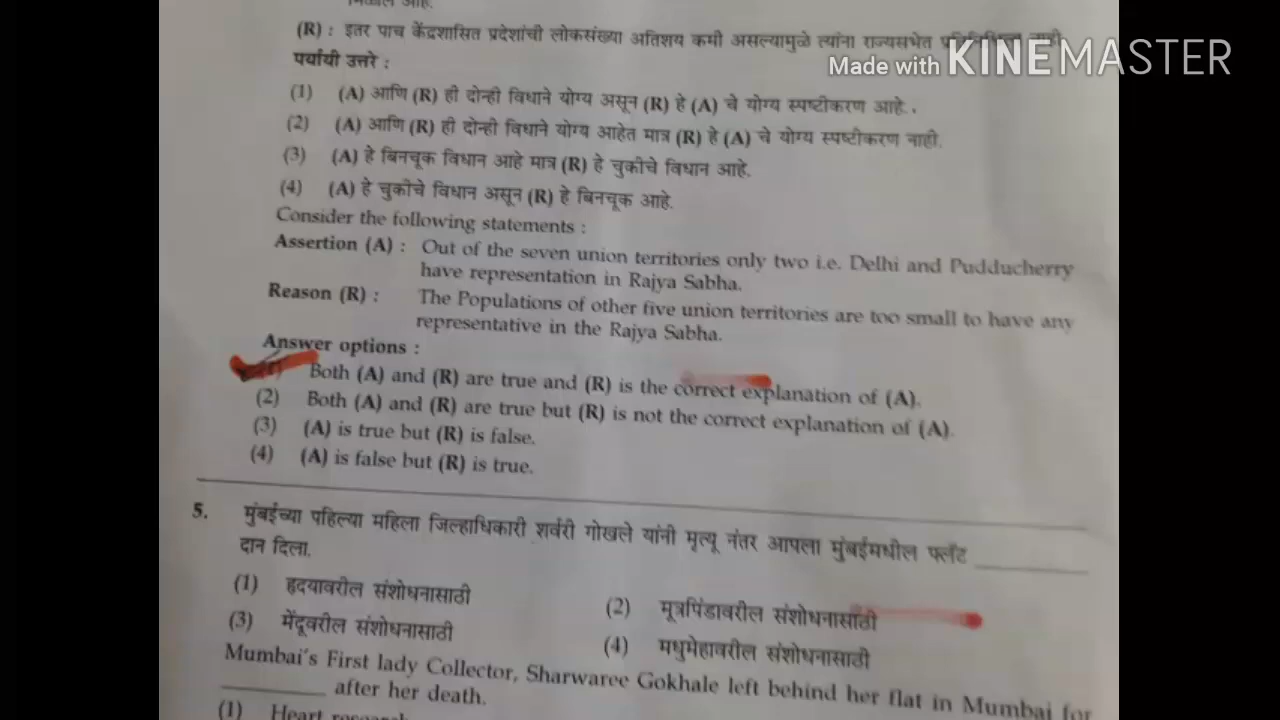 (R) : इतर पाच केंद्रशासित प्रदेशांची लोकसंख्या अतिशय कमी असल्यामुळे त्यांना राज्यसभेत
Made with KINEMASTER
पर्यायी उत्तरे :
(1) (A) आणि (R) ही दोन्ही विधाने योग्य असून (R) हे (A) चे योग्य स्पष्टीकरण आहे.
(2) (A) आणि (R) ही दोन्ही विधाने योग्य आहेत मात्र (R) हे (A) चे योग्य स्पष्टीकरण नाही.
(3) (A) हे बिनचूक विधान आहे मात्र (R) हे चुकीचे विधान आहे.
(4) (A) हे चुकीचे विधान असून (R) हे बिनचूक आहे.
Consider the following statements :
Assertion (A) : Out of the seven union territories only two i.e. Delhi and Pudducherry
have representation in Rajya Sabha.
Reason (R) : The Populations of other five union territories are too small to have any
representative in the Rajya Sabha.
Answer options :
(1) Both (A) and (R) are true and (R) is the correct explanation of (A).
(2) Both (A) and (R) are true but (R) is not the correct explanation of (A).
(3) (A) is true but (R) is false.
(4) (A) is false but (R) is true.
5. मुंबईच्या पहिल्या महिला जिल्हाधिकारी शर्वरी गोखले यांनी मृत्यू नंतर आपला मुंबईमधील फ्लॅट ________
दान दिला.
(1) हृदयावरील संशोधनासाठी (2) मूत्रपिंडावरील संशोधनासाठी
(3) मेंदूवरील संशोधनासाठी (4) मधुमेहावरील संशोधनासाठी
Mumbai's First lady Collector, Sharwaree Gokhale left behind her flat in Mumbai for
________ after her death.
(1) Heart research